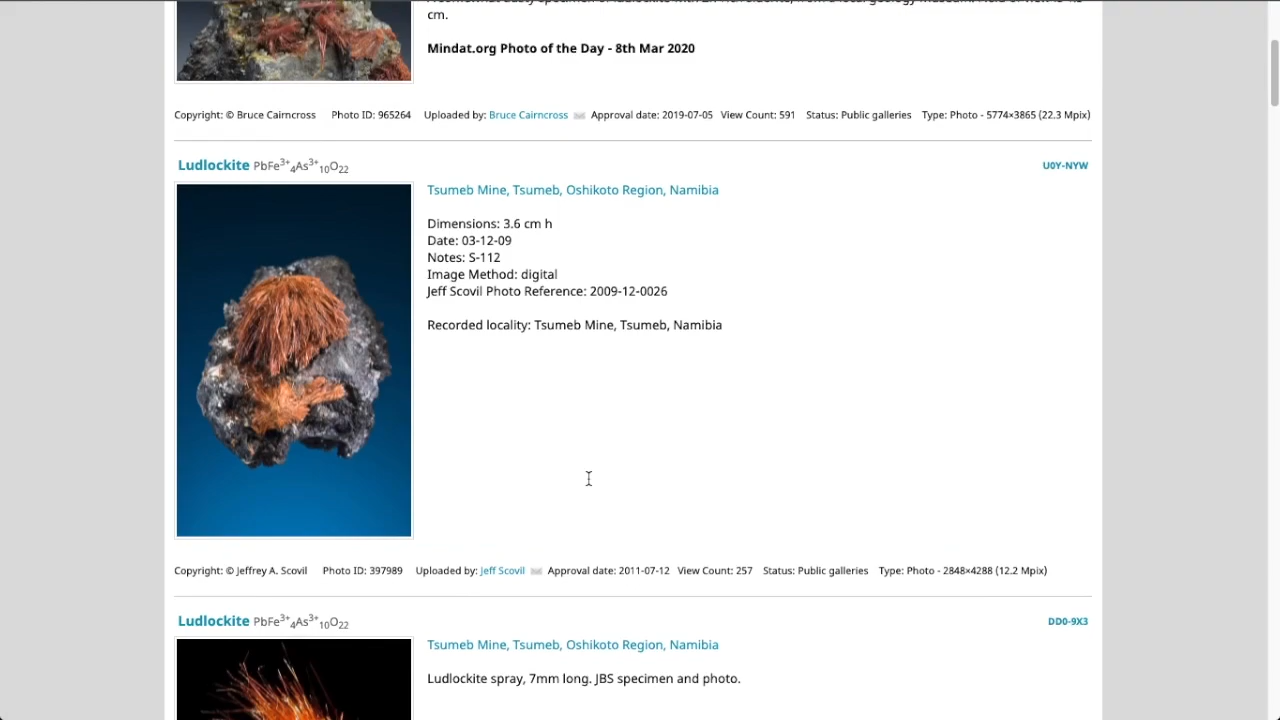 cm.
Mindat.org Photo of the Day - 8th Mar 2020
Copyright: © Bruce Cairncross Photo ID: 965264 Uploaded by: Bruce Cairncross Approval date: 2019-07-05 View Count: 591 Status: Public galleries Type: Photo - 5774×3865 (22.3 Mpix)
Ludlockite PbFe³⁺₄As³⁺₁₀O₂₂ U0Y-NYW
Tsumeb Mine, Tsumeb, Oshikoto Region, Namibia
Dimensions: 3.6 cm h
Date: 03-12-09
Notes: S-112
Image Method: digital
Jeff Scovil Photo Reference: 2009-12-0026
Recorded locality: Tsumeb Mine, Tsumeb, Namibia
Copyright: © Jeffrey A. Scovil Photo ID: 397989 Uploaded by: Jeff Scovil Approval date: 2011-07-12 View Count: 257 Status: Public galleries Type: Photo - 2848×4288 (12.2 Mpix)
Ludlockite PbFe³⁺₄As³⁺₁₀O₂₂ DD0-9X3
Tsumeb Mine, Tsumeb, Oshikoto Region, Namibia
Ludlockite spray, 7mm long. JBS specimen and photo.